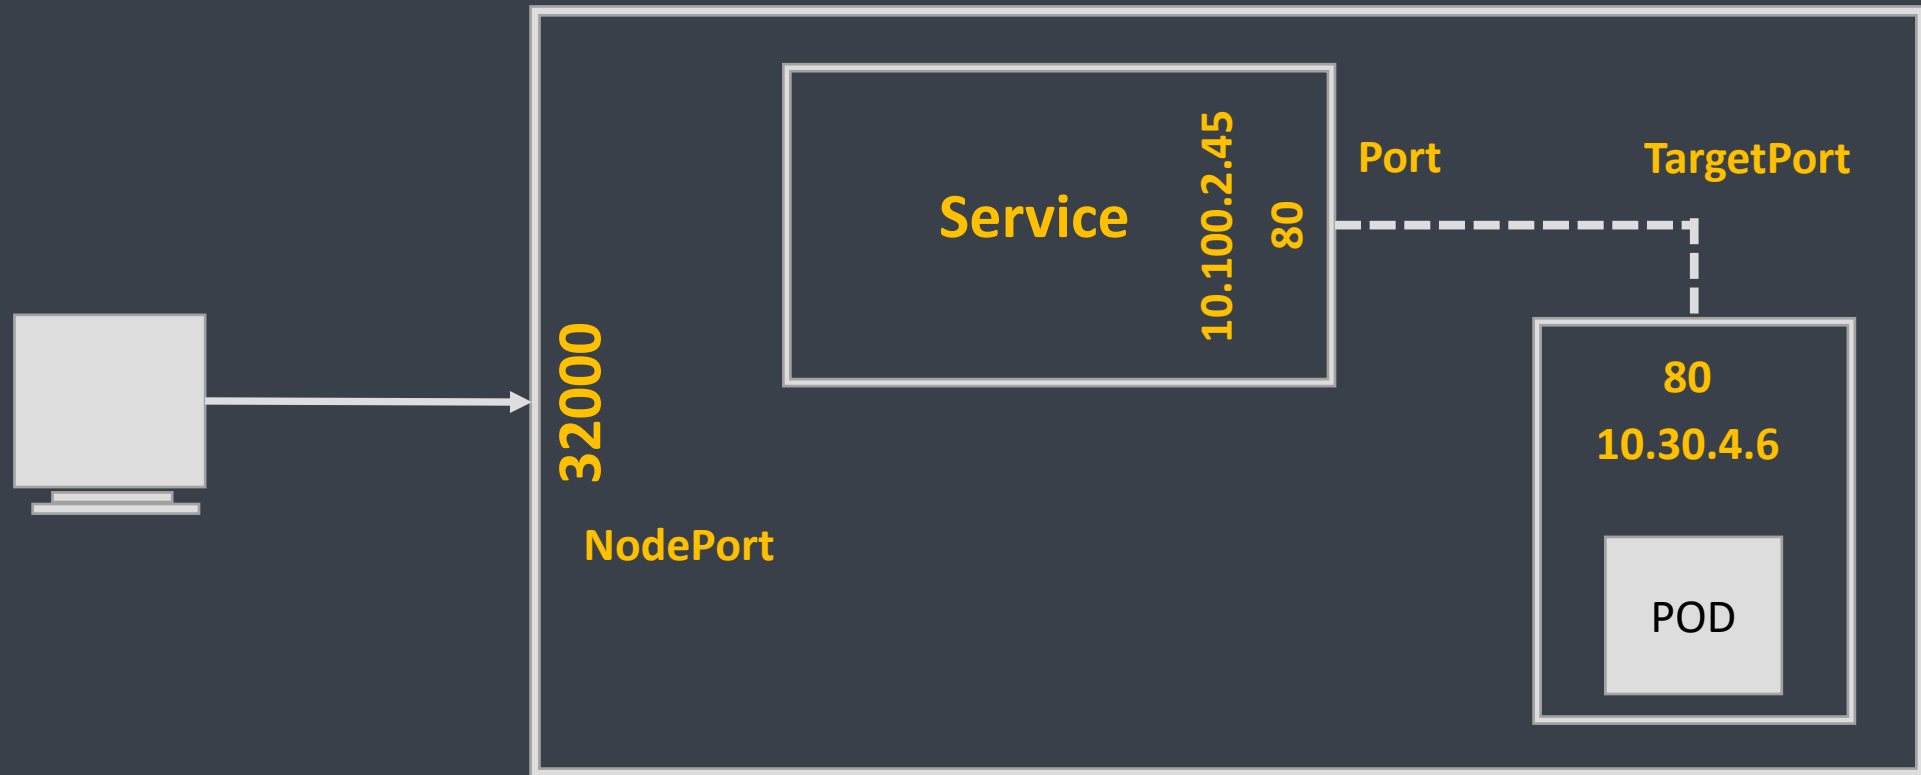 Service
10.100.2.45
80
Port
TargetPort
32000
NodePort
80
10.30.4.6
POD